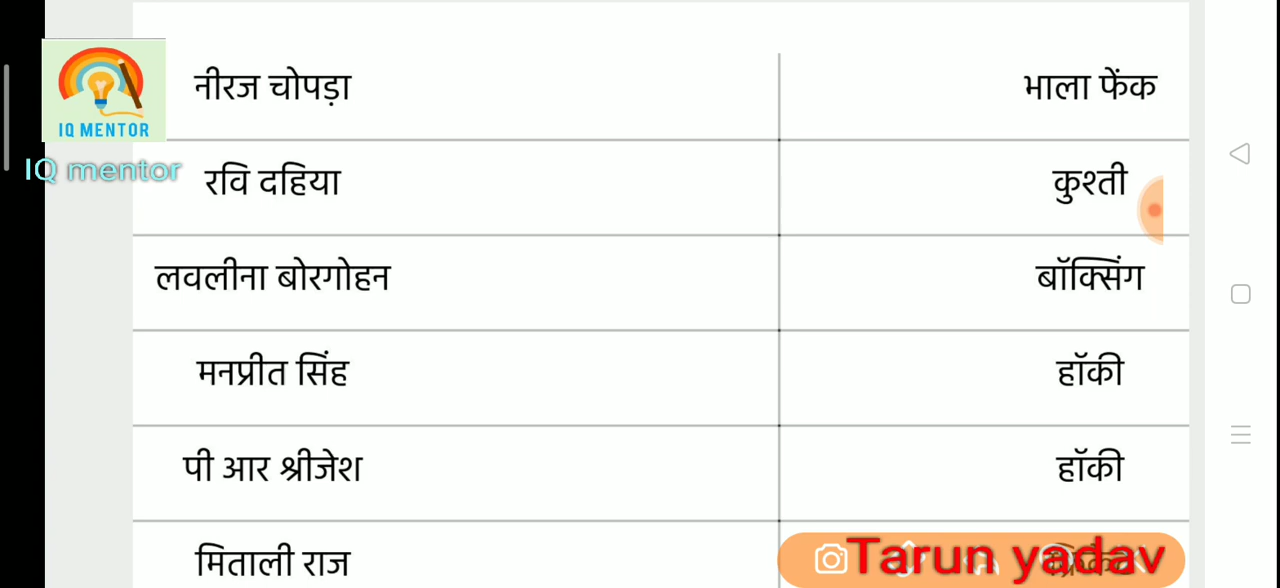 नीरज चोपड़ा भाला फेंक
IQ MENTOR
IQ mentor
रवि दहिया कुश्ती
लवलीना बोरगोहन बॉक्सिंग
मनप्रीत सिंह हॉकी
पी आर श्रीजेश हॉकी
मिताली राज
Tarun yadav